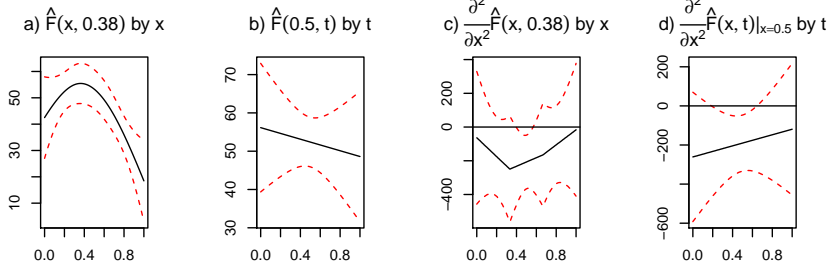 a) F̂(x, 0.38) by x
b) F̂(0.5, t) by t
c) ∂²/∂x² F̂(x, 0.38) by x
d) ∂²/∂x² F̂(x, t)|x=0.5 by t
10 30 50
0.0 0.4 0.8
30 40 50 60 70
0.0 0.4 0.8
−400 0 200
0.0 0.4 0.8
−600 −400 −200 0 200
0.0 0.4 0.8